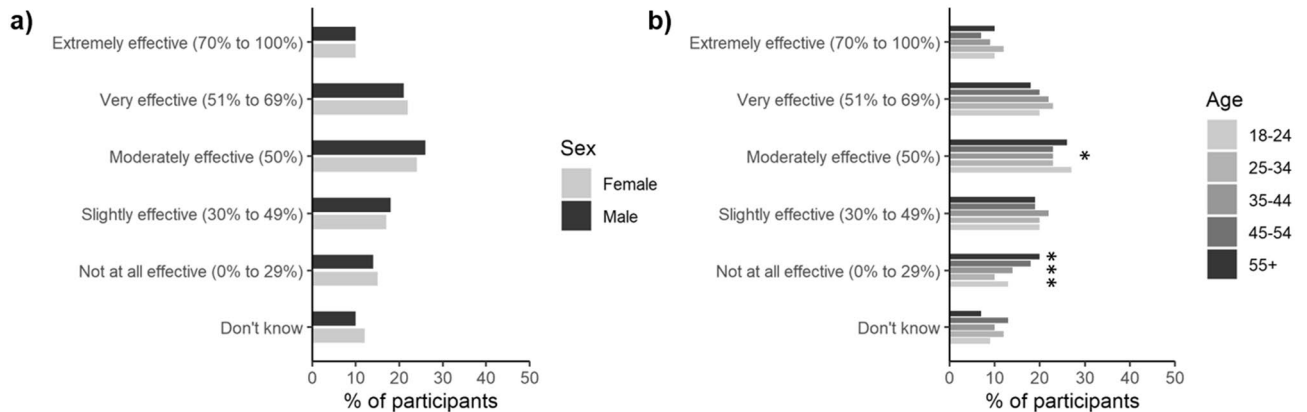 a)
Extremely effective (70% to 100%)
Very effective (51% to 69%)
Moderately effective (50%)
Slightly effective (30% to 49%)
Not at all effective (0% to 29%)
Don't know
0 10 20 30 40 50
% of participants
Sex
Female
Male
b)
Extremely effective (70% to 100%)
Very effective (51% to 69%)
Moderately effective (50%)
*
Slightly effective (30% to 49%)
Not at all effective (0% to 29%)
***
Don't know
0 10 20 30 40 50
% of participants
Age
18-24
25-34
35-44
45-54
55+